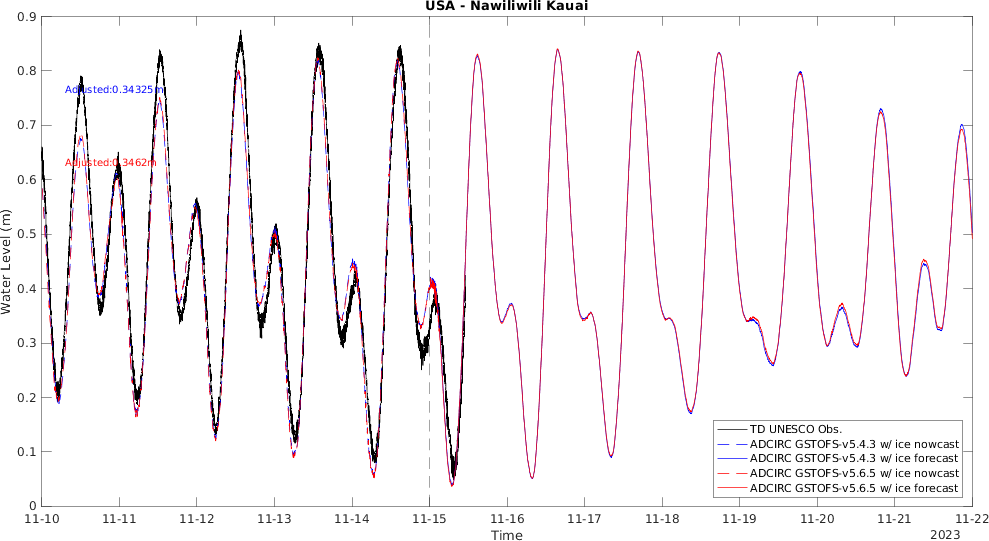 USA - Nawiliwili Kauai
0.9
0.8
0.7
0.6
0.5
0.4
0.3
0.2
0.1
0
Water Level (m)
Adjusted:0.34325m
Adjusted:0.3462m
TD UNESCO Obs.
ADCIRC GSTOFS-v5.4.3 w/ ice nowcast
ADCIRC GSTOFS-v5.4.3 w/ ice forecast
ADCIRC GSTOFS-v5.6.5 w/ ice nowcast
ADCIRC GSTOFS-v5.6.5 w/ ice forecast
11-10 11-11 11-12 11-13 11-14 11-15 11-16 11-17 11-18 11-19 11-20 11-21 11-22
Time
2023